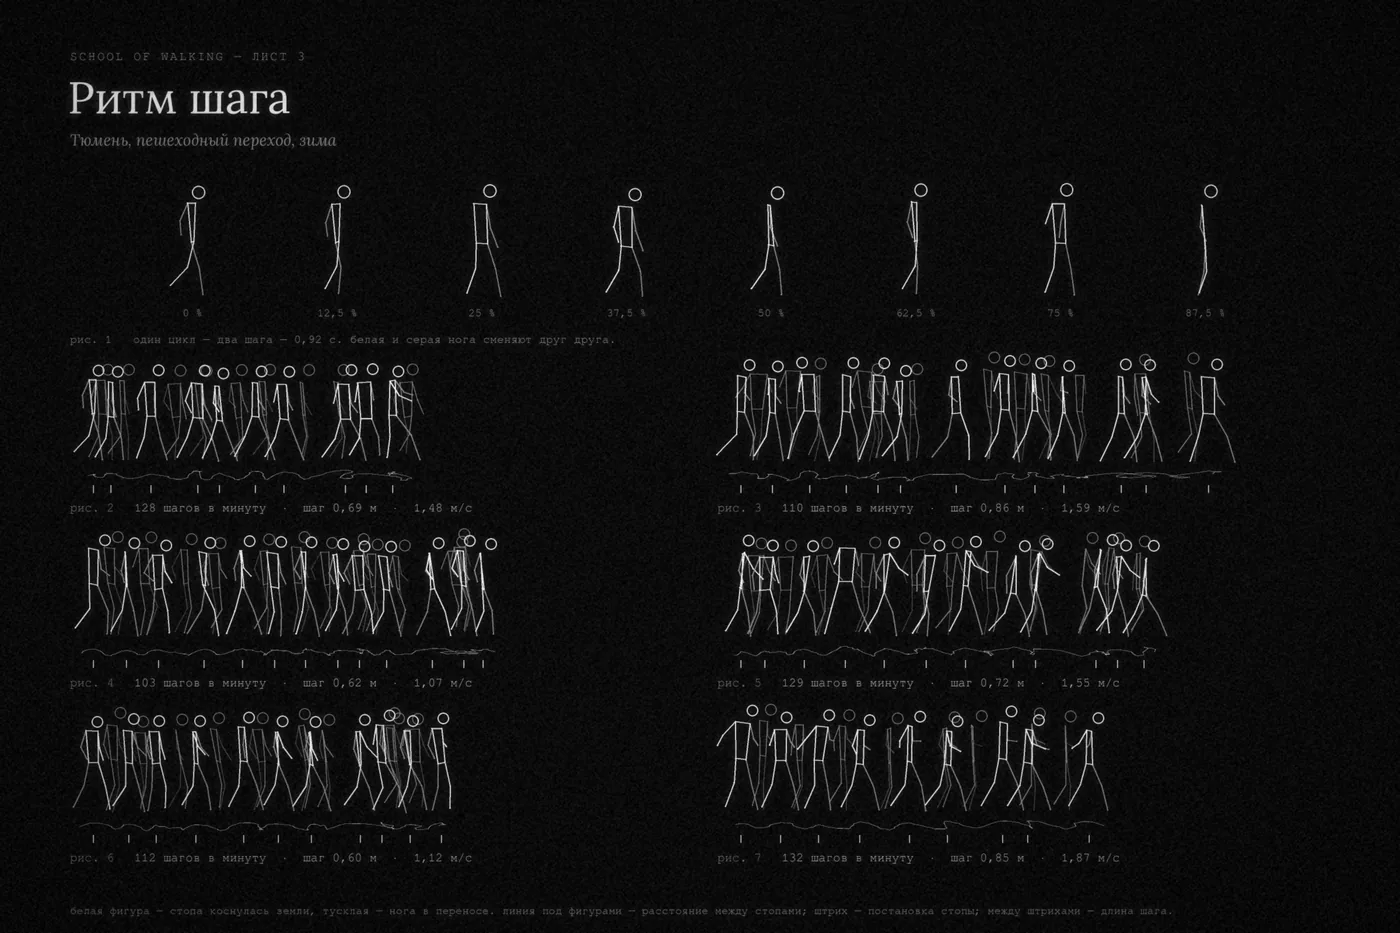 SCHOOL OF WALKING — ЛИСТ 3
Ритм шага
Тюмень, пешеходный переход, зима
0 %
12,5 %
25 %
37,5 %
50 %
62,5 %
75 %
87,5 %
рис. 1 один цикл — два шага — 0,92 с. белая и серая нога сменяют друг друга.
рис. 2 128 шагов в минуту · шаг 0,69 м · 1,48 м/с
рис. 3 110 шагов в минуту · шаг 0,86 м · 1,59 м/с
рис. 4 103 шагов в минуту · шаг 0,62 м · 1,07 м/с
рис. 5 129 шагов в минуту · шаг 0,72 м · 1,55 м/с
рис. 6 112 шагов в минуту · шаг 0,60 м · 1,12 м/с
рис. 7 132 шагов в минуту · шаг 0,85 м · 1,87 м/с
белая фигура — стопа коснулась земли, тусклая — нога в переносе. линия под фигурами — расстояние между стопами; штрих — постановка стопы; между штрихами — длина шага.